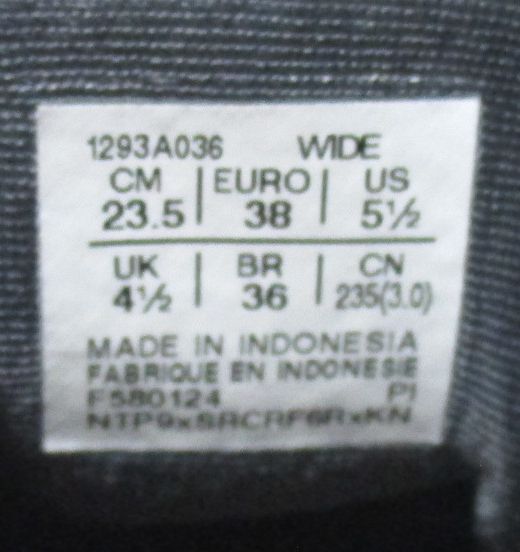 1293A036 WIDE
CM | EURO | US
23.5 | 38 | 5½
UK | BR | CN
4½ | 36 | 235(3.0)
MADE IN INDONESIA
FABRIQUE EN INDONESIE
F580124 PI